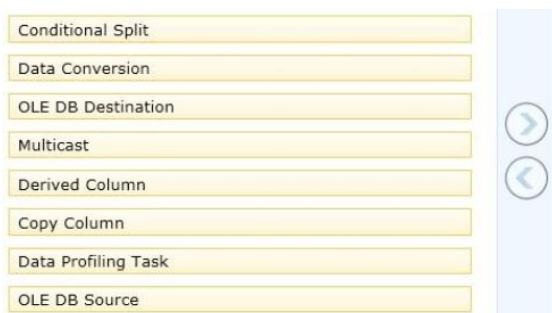 Conditional Split
Data Conversion
OLE DB Destination
Multicast
Derived Column
Copy Column
Data Profiling Task
OLE DB Source